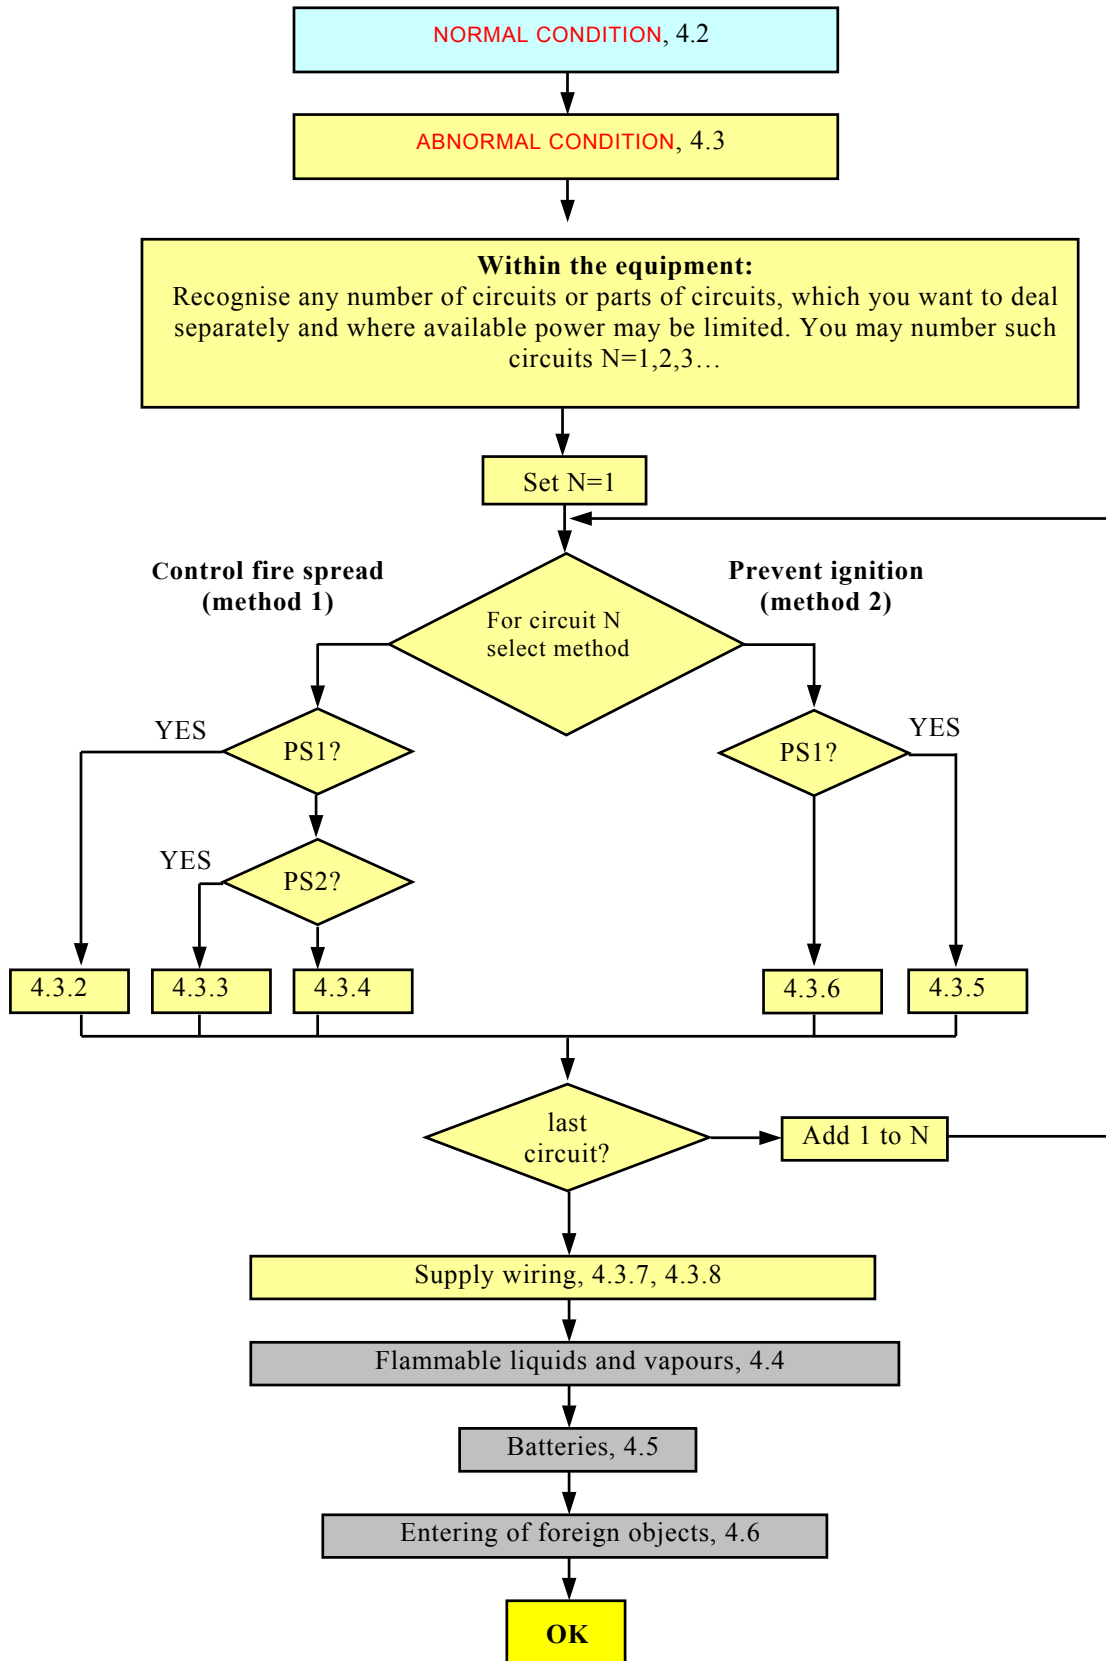 NORMAL CONDITION, 4.2
ABNORMAL CONDITION, 4.3
Within the equipment:
Recognise any number of circuits or parts of circuits, which you want to deal
separately and where available power may be limited. You may number such
circuits N=1,2,3…
Set N=1
Control fire spread
(method 1)
Prevent ignition
(method 2)
For circuit N
select method
YES
PS1?
PS1?
YES
YES
PS2?
4.3.2
4.3.3
4.3.4
4.3.6
4.3.5
last
circuit?
Add 1 to N
Supply wiring, 4.3.7, 4.3.8
Flammable liquids and vapours, 4.4
Batteries, 4.5
Entering of foreign objects, 4.6
OK